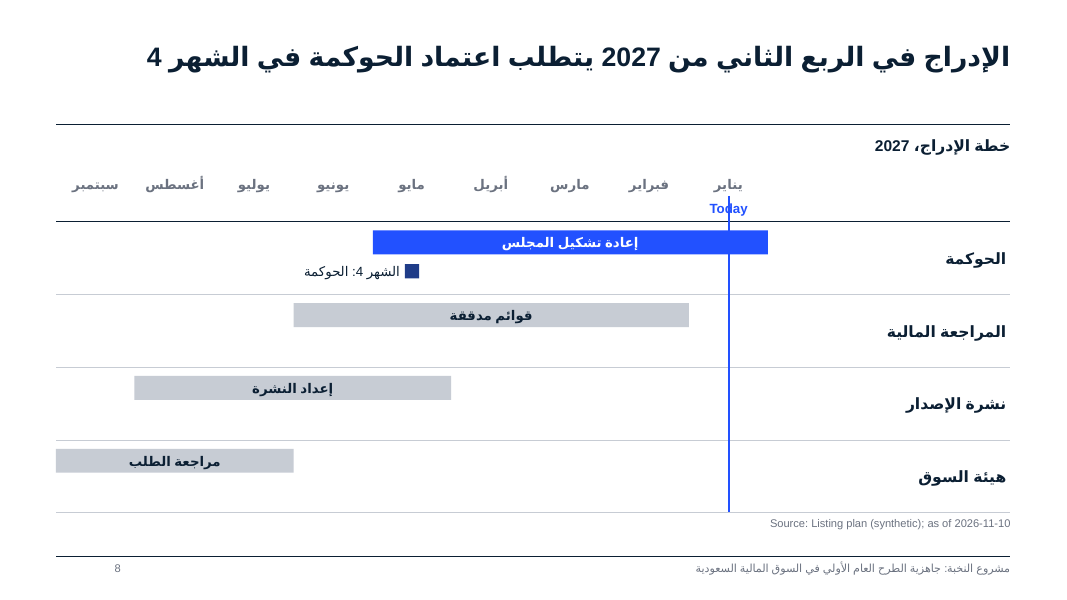 الإدراج في الربع الثاني من 2027 يتطلب اعتماد الحوكمة في الشهر 4
خطة الإدراج، 2027
يناير فبراير مارس أبريل مايو يونيو يوليو أغسطس سبتمبر
Today
الحوكمة
إعادة تشكيل المجلس
الشهر 4: الحوكمة
المراجعة المالية
قوائم مدققة
نشرة الإصدار
إعداد النشرة
هيئة السوق
مراجعة الطلب
Source: Listing plan (synthetic); as of 2026-11-10
مشروع النخبة: جاهزية الطرح العام الأولي في السوق المالية السعودية
8